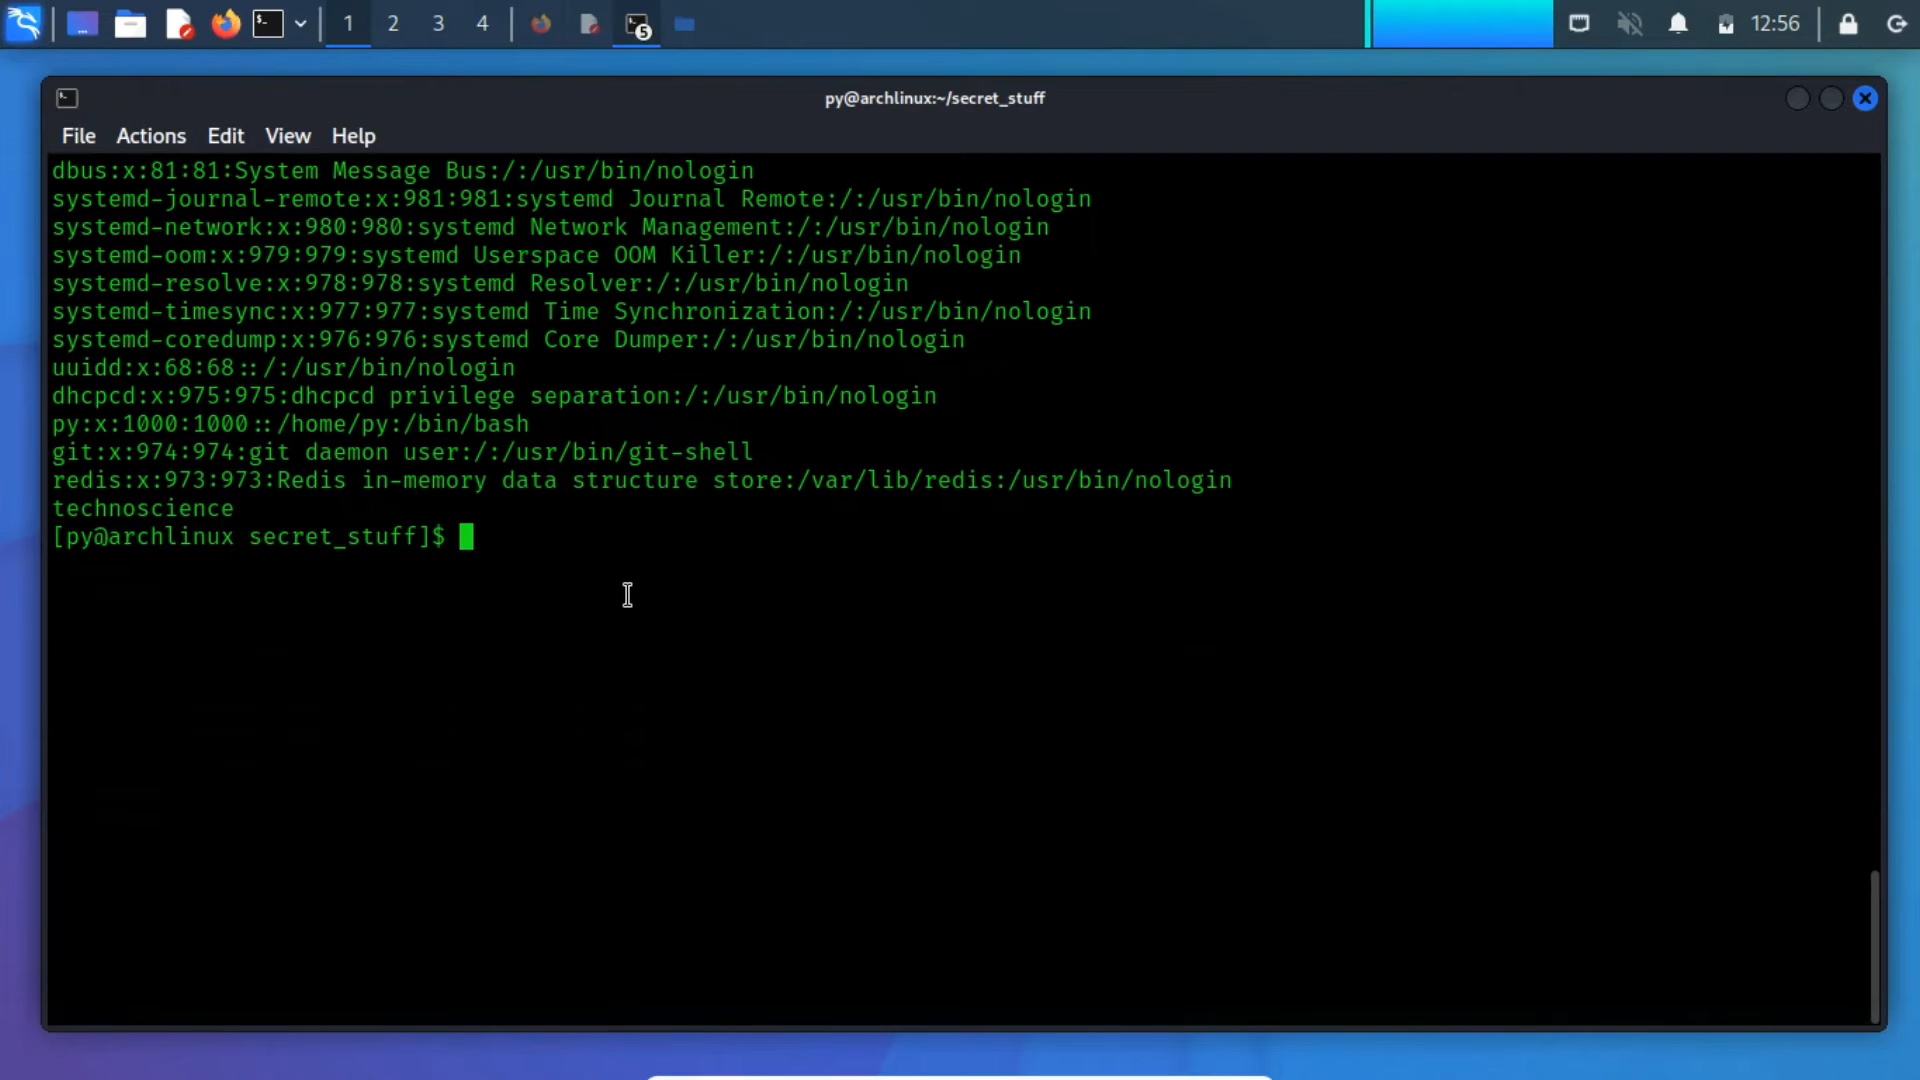 1 2 3 4 5 12:56
py@archlinux:~/secret_stuff
File Actions Edit View Help
dbus:x:81:81:System Message Bus:/:/usr/bin/nologin
systemd-journal-remote:x:981:981:systemd Journal Remote:/:/usr/bin/nologin
systemd-network:x:980:980:systemd Network Management:/:/usr/bin/nologin
systemd-oom:x:979:979:systemd Userspace OOM Killer:/:/usr/bin/nologin
systemd-resolve:x:978:978:systemd Resolver:/:/usr/bin/nologin
systemd-timesync:x:977:977:systemd Time Synchronization:/:/usr/bin/nologin
systemd-coredump:x:976:976:systemd Core Dumper:/:/usr/bin/nologin
uuidd:x:68:68::/:/usr/bin/nologin
dhcpcd:x:975:975:dhcpcd privilege separation:/:/usr/bin/nologin
py:x:1000:1000::/home/py:/bin/bash
git:x:974:974:git daemon user:/:/usr/bin/git-shell
redis:x:973:973:Redis in-memory data structure store:/var/lib/redis:/usr/bin/nologin
technoscience
[py@archlinux secret_stuff]$